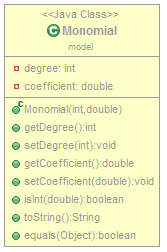 <<Java Class>>
C Monomial
model
degree: int
coefficient: double
C Monomial(int,double)
getDegree():int
setDegree(int):void
getCoefficient():double
setCoefficient(double):void
isInt(double):boolean
toString():String
equals(Object):boolean